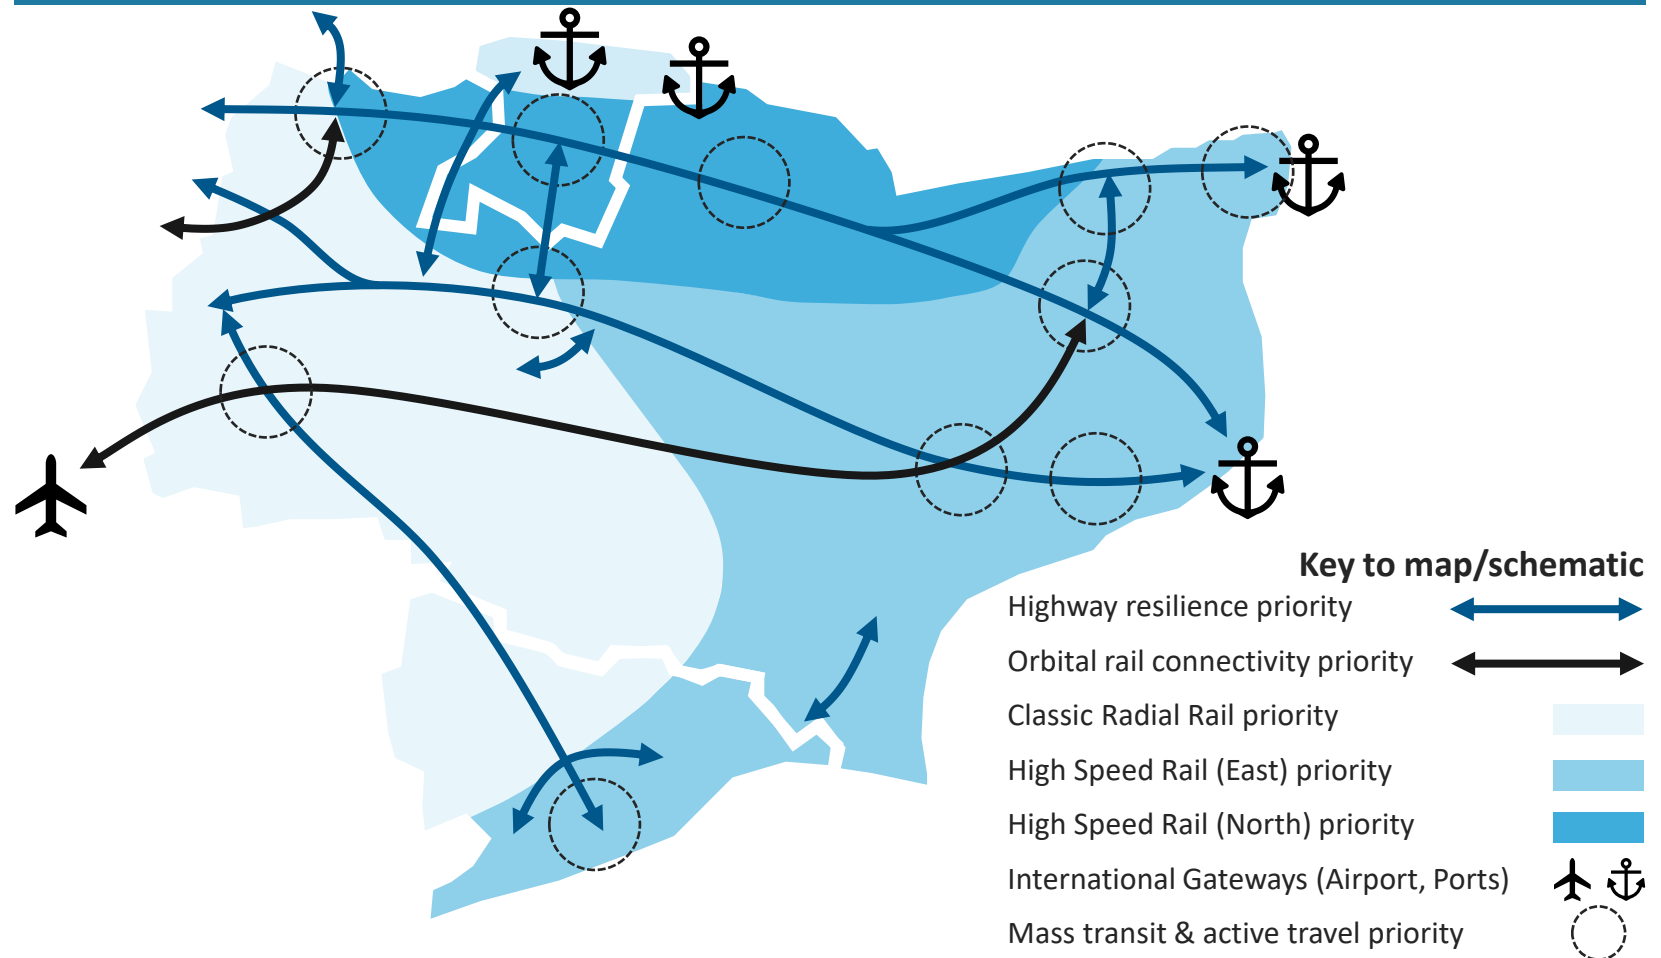 Key to map/schematic
Highway resilience priority
Orbital rail connectivity priority
Classic Radial Rail priority
High Speed Rail (East) priority
High Speed Rail (North) priority
International Gateways (Airport, Ports)
Mass transit & active travel priority